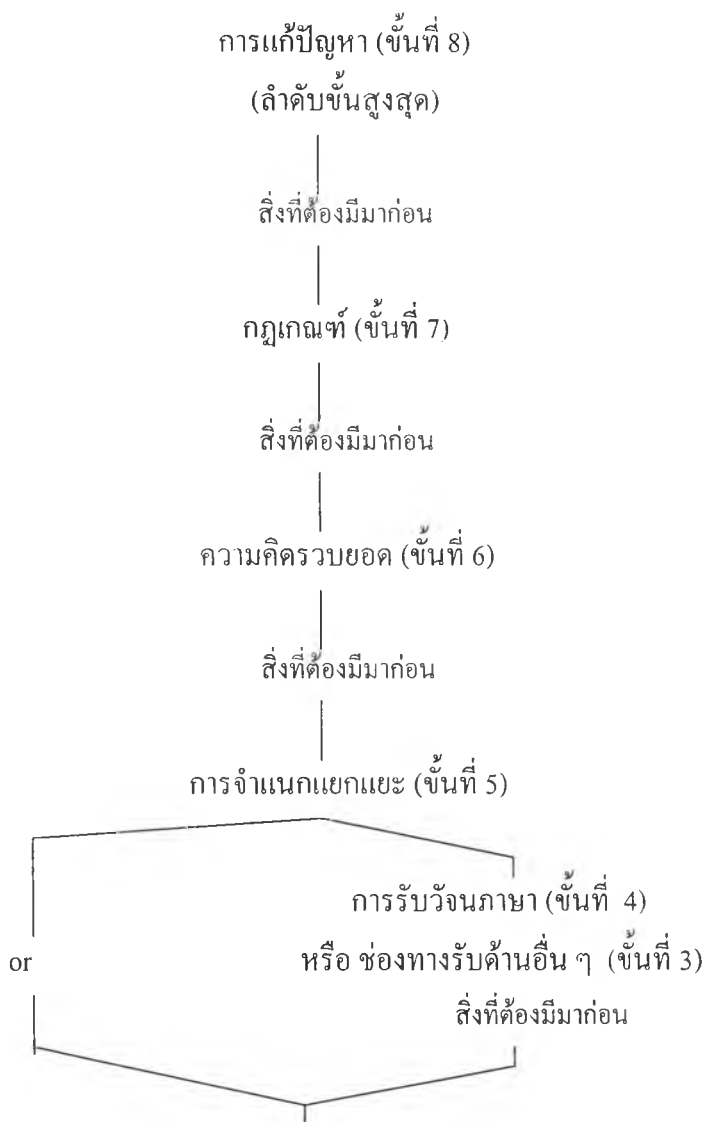 การแก้ปัญหา (ขั้นที่ 8)
(ลำดับขั้นสูงสุด)
สิ่งที่ต้องมีมาก่อน
กฎเกณฑ์ (ขั้นที่ 7)
สิ่งที่ต้องมีมาก่อน
ความคิดรวบยอด (ขั้นที่ 6)
สิ่งที่ต้องมีมาก่อน
การจำแนกแยกแยะ (ขั้นที่ 5)
การรับวัจนภาษา (ขั้นที่ 4)
or หรือ ช่องทางรับด้านอื่น ๆ (ขั้นที่ 3)
สิ่งที่ต้องมีมาก่อน